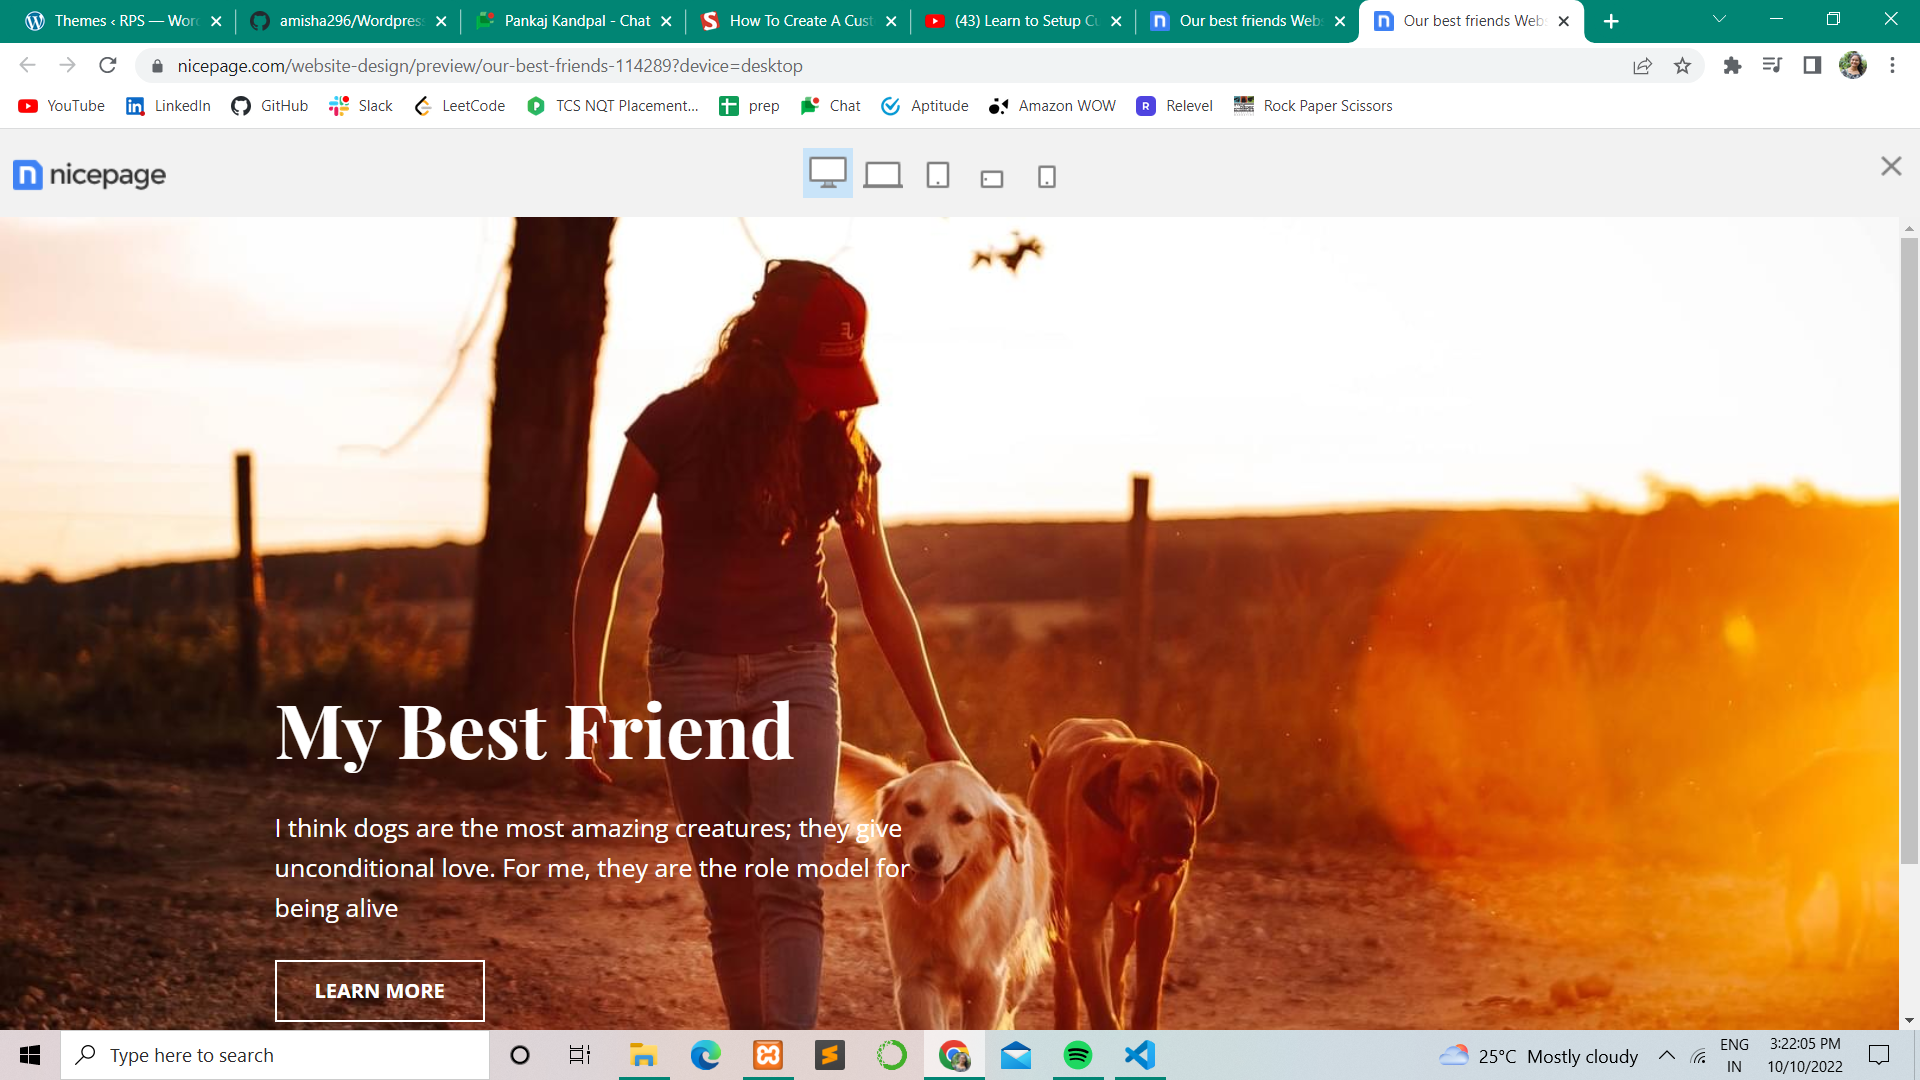 Themes ‹ RPS — Wor
amisha296/Wordpres
Pankaj Kandpal - Chat
How To Create A Cust
(43) Learn to Setup Cu
Our best friends Webs
Our best friends Webs
nicepage.com/website-design/preview/our-best-friends-114289?device=desktop
YouTube
LinkedIn
GitHub
Slack
LeetCode
TCS NQT Placement...
prep
Chat
Aptitude
Amazon WOW
Relevel
Rock Paper Scissors
nicepage
My Best Friend
I think dogs are the most amazing creatures; they give
unconditional love. For me, they are the role model for
being alive
LEARN MORE
Type here to search
25°C Mostly cloudy
ENG
IN
3:22:05 PM
10/10/2022